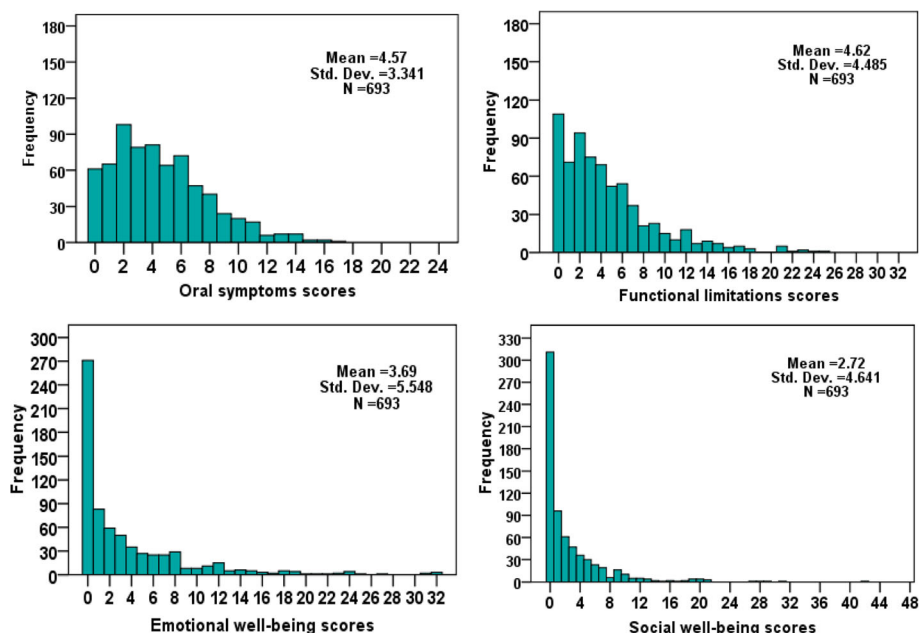 180
150
120
90
60
30
0
Frequency
Mean =4.57
Std. Dev. =3.341
N =693
0 2 4 6 8 10 12 14 16 18 20 22 24
Oral symptoms scores
180
150
120
90
60
30
0
Frequency
Mean =4.62
Std. Dev. =4.485
N =693
0 2 4 6 8 10 12 14 16 18 20 22 24 26 28 30 32
Functional limitations scores
300
270
240
210
180
150
120
90
60
30
0
Frequency
Mean =3.69
Std. Dev. =5.548
N =693
0 2 4 6 8 10 12 14 16 18 20 22 24 26 28 30 32
Emotional well-being scores
330
300
270
240
210
180
150
120
90
60
30
0
Frequency
Mean =2.72
Std. Dev. =4.641
N =693
0 4 8 12 16 20 24 28 32 36 40 44 48
Social well-being scores